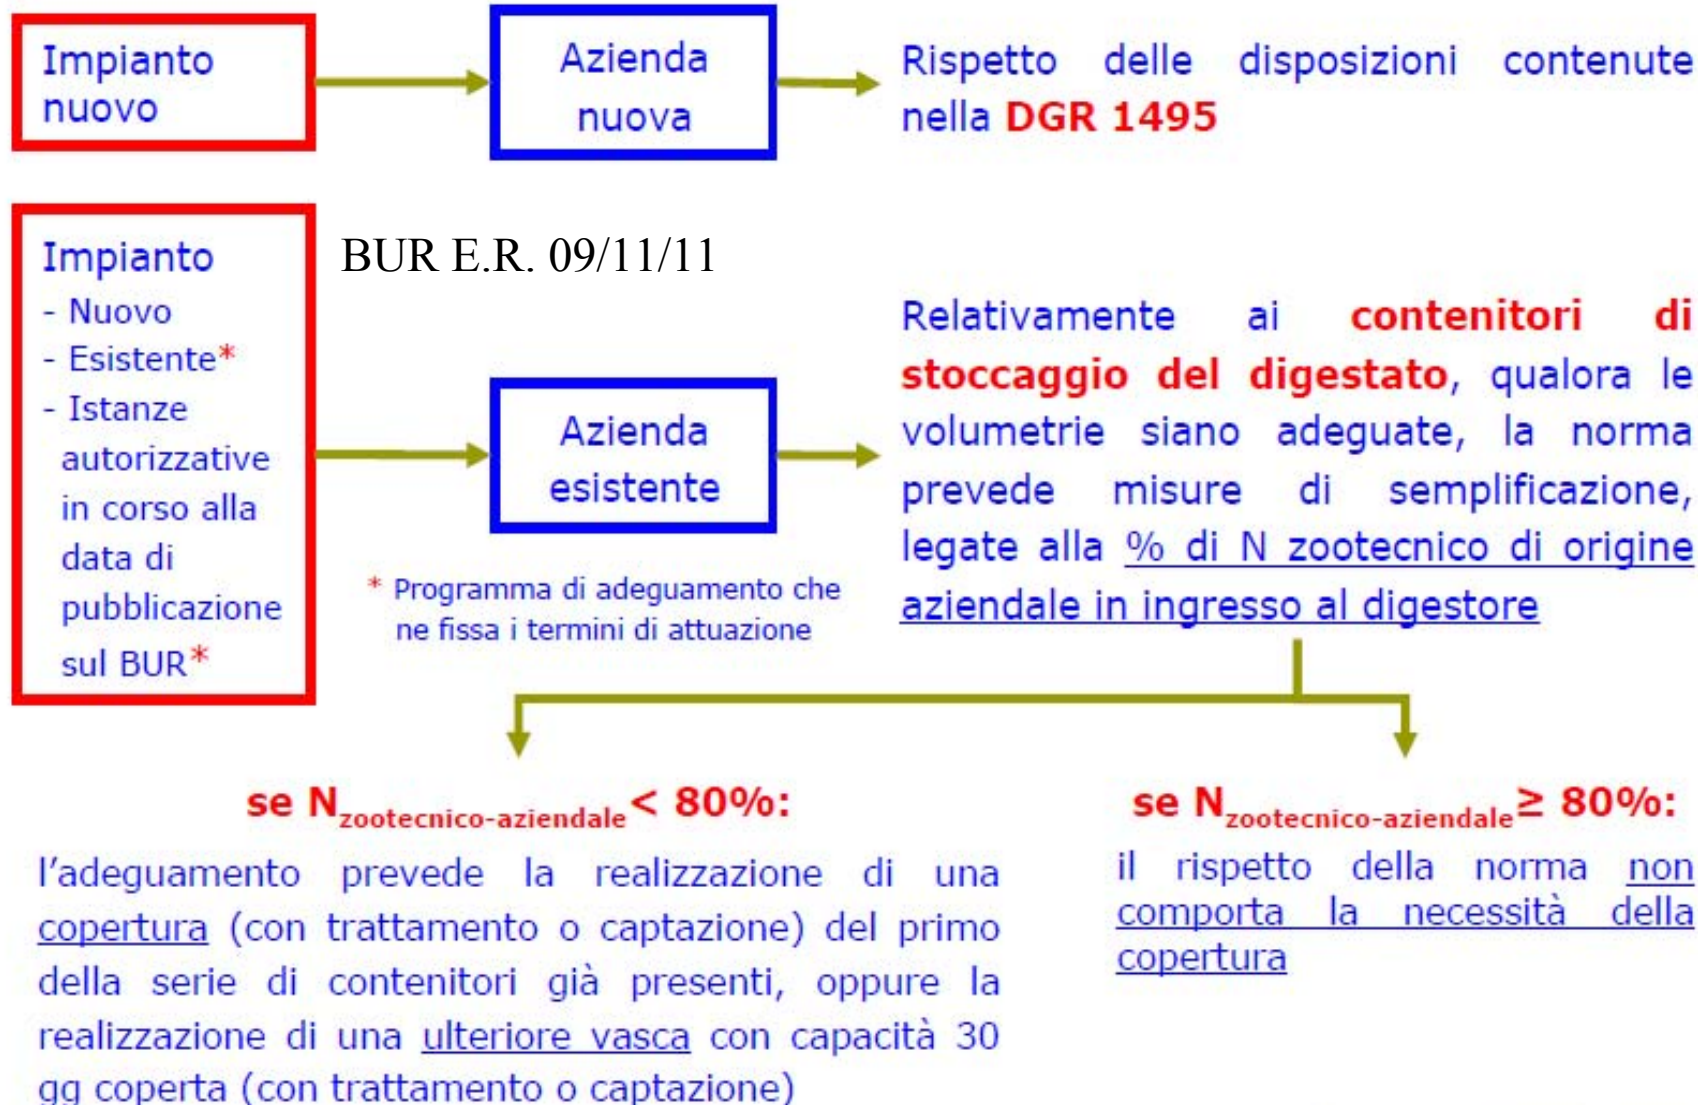 Impianto
nuovo
Azienda
nuova
Rispetto delle disposizioni contenute
nella DGR 1495
Impianto
- Nuovo
- Esistente*
- Istanze
autorizzative
in corso alla
data di
pubblicazione
sul BUR*
BUR E.R. 09/11/11
Azienda
esistente
* Programma di adeguamento che
ne fissa i termini di attuazione
Relativamente ai contenitori di
stoccaggio del digestato, qualora le
volumetrie siano adeguate, la norma
prevede misure di semplificazione,
legate alla % di N zootecnico di origine
aziendale in ingresso al digestore
se N zootecnico-aziendale < 80%:
l'adeguamento prevede la realizzazione di una
copertura (con trattamento o captazione) del primo
della serie di contenitori già presenti, oppure la
realizzazione di una ulteriore vasca con capacità 30
gg coperta (con trattamento o captazione)
se N zootecnico-aziendale ≥ 80%:
il rispetto della norma non
comporta la necessità della
copertura